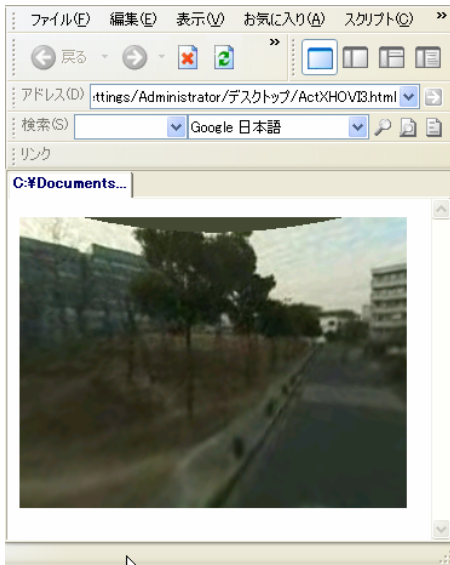 ファイル(F) 編集(E) 表示(V) お気に入り(A) スクリプト(C) »
戻る »
アドレス(D) :ttings/Administrator/デスクトップ/ActXHOVI3.html
検索(S) Google 日本語
リンク
C:¥Documents...